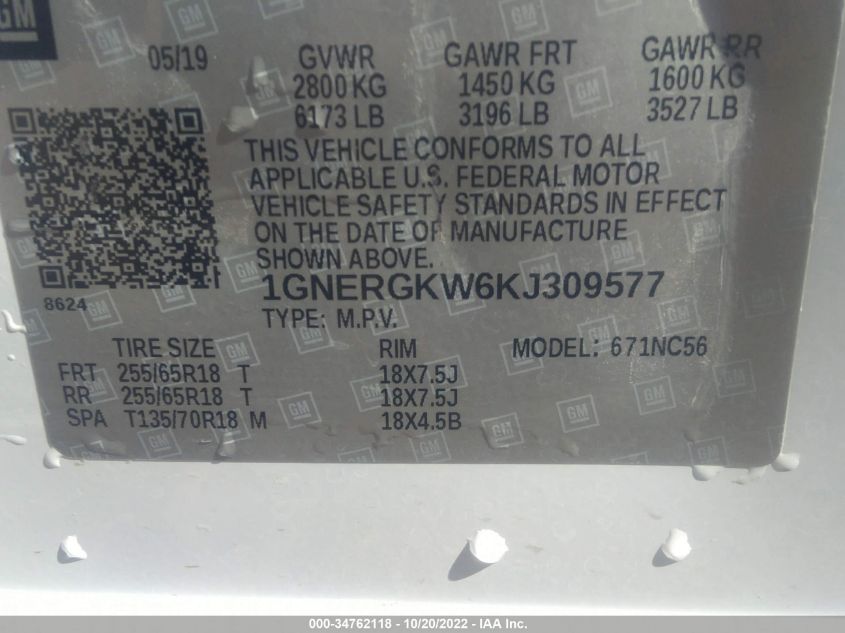 GM
05/19 GVWR GAWR FRT GAWR RR
2800 KG 1450 KG 1600 KG
6173 LB 3196 LB 3527 LB
THIS VEHICLE CONFORMS TO ALL
APPLICABLE U.S. FEDERAL MOTOR
VEHICLE SAFETY STANDARDS IN EFFECT
ON THE DATE OF MANUFACTURE
SHOWN ABOVE.
1GNERGKW6KJ309577
8624
TYPE: M.P.V.
TIRE SIZE RIM MODEL: 671NC56
FRT 255/65R18 T 18X7.5J
RR 255/65R18 T 18X7.5J
SPA T135/70R18 M 18X4.5B
000-34762118 - 10/20/2022 - IAA Inc.